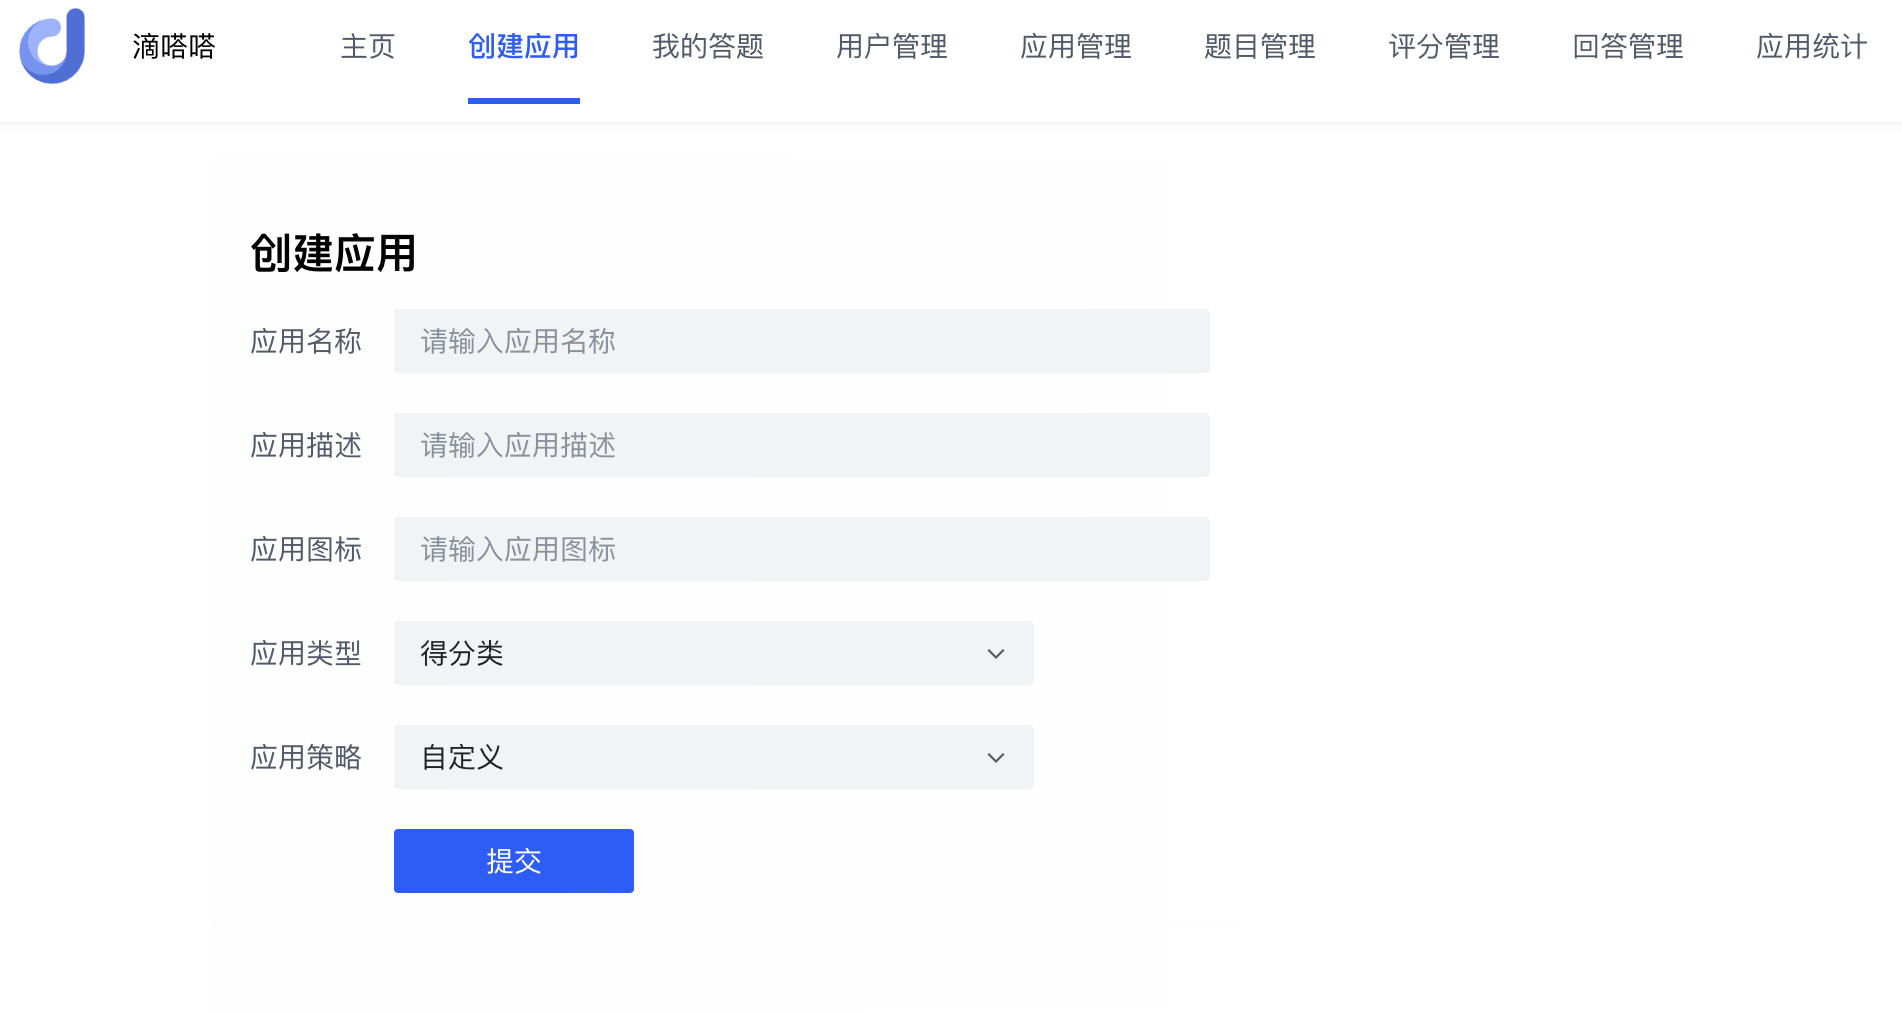 滴嗒嗒 主页 创建应用 我的答题 用户管理 应用管理 题目管理 评分管理 回答管理 应用统计
创建应用
应用名称 请输入应用名称
应用描述 请输入应用描述
应用图标 请输入应用图标
应用类型 得分类
应用策略 自定义
提交